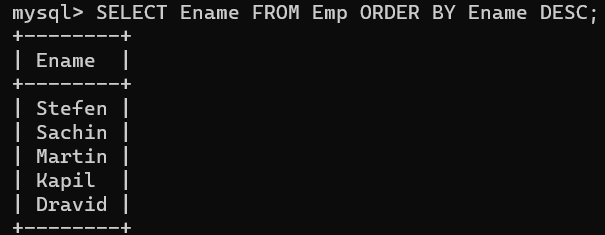 mysql> SELECT Ename FROM Emp ORDER BY Ename DESC;
+--------+
| Ename  |
+--------+
| Stefen |
| Sachin |
| Martin |
| Kapil  |
| Dravid |
+--------+